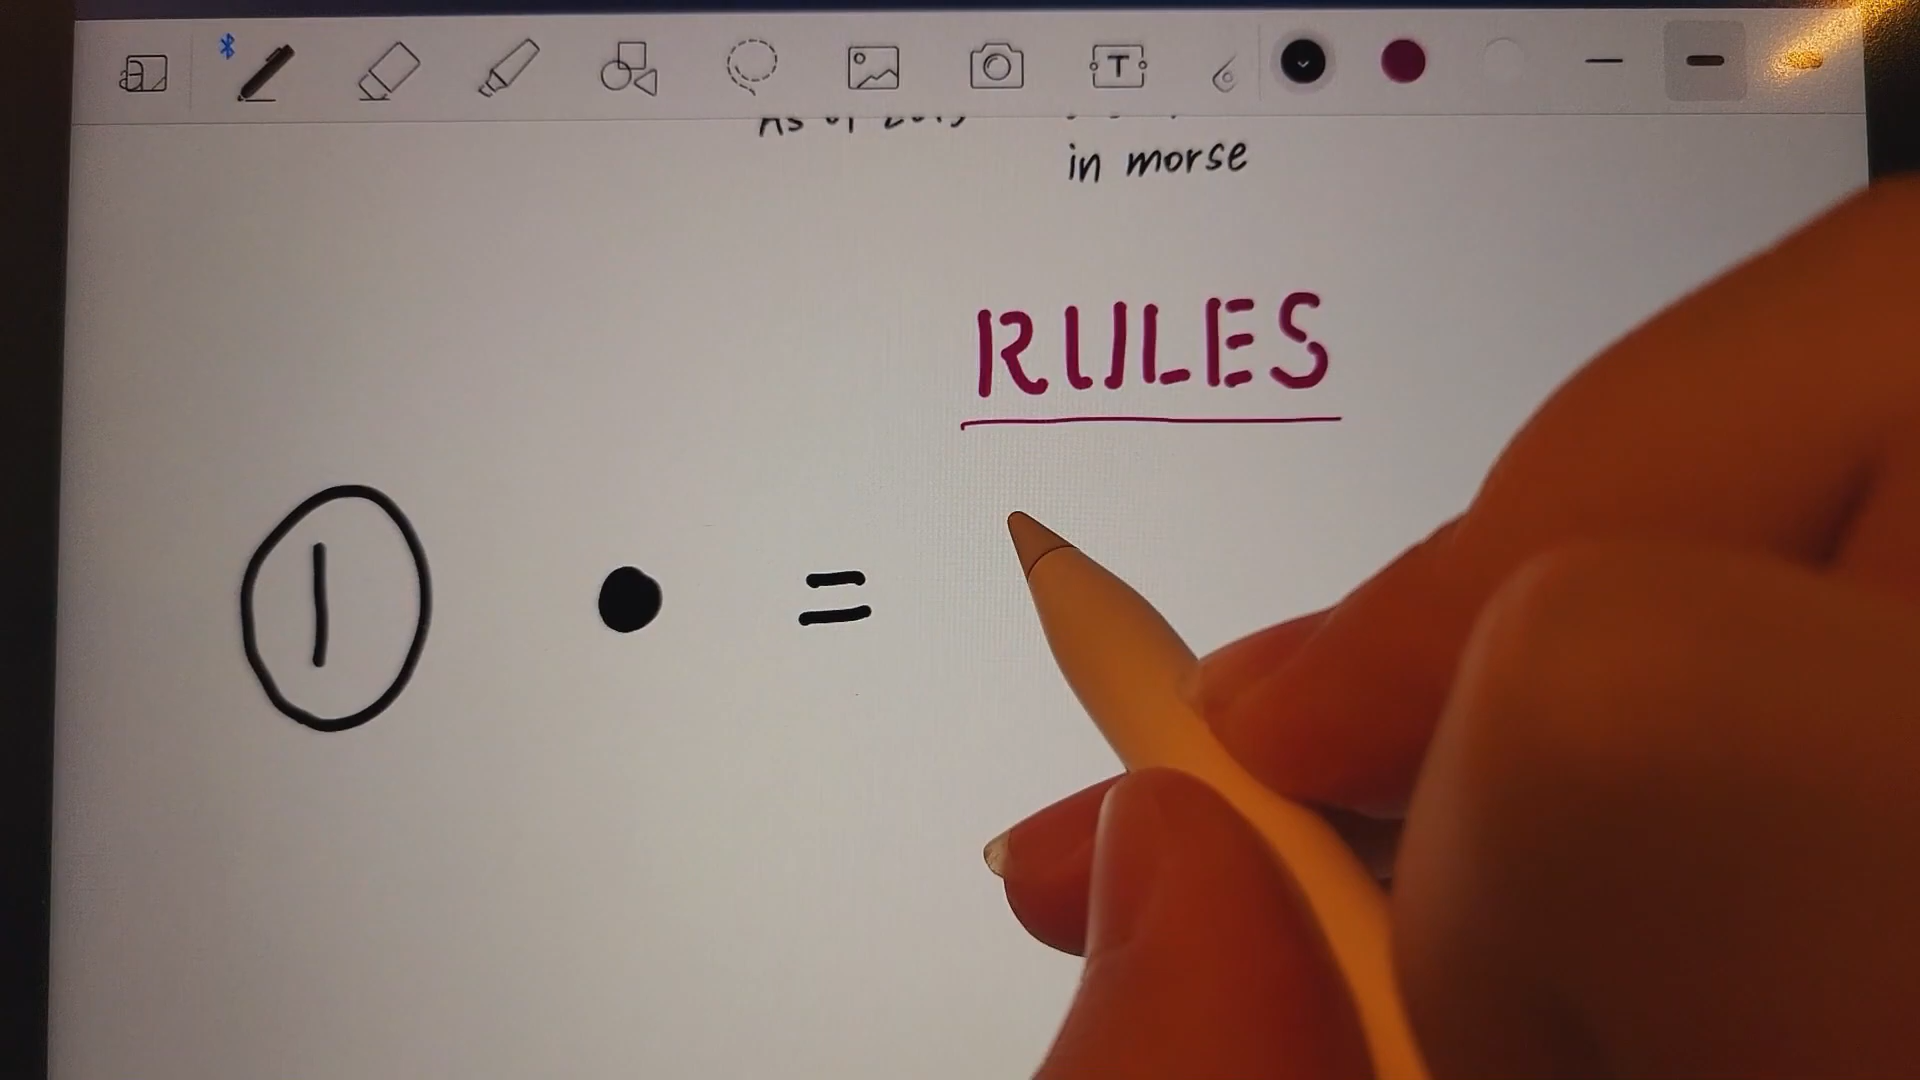 in morse
RULES
1 • =